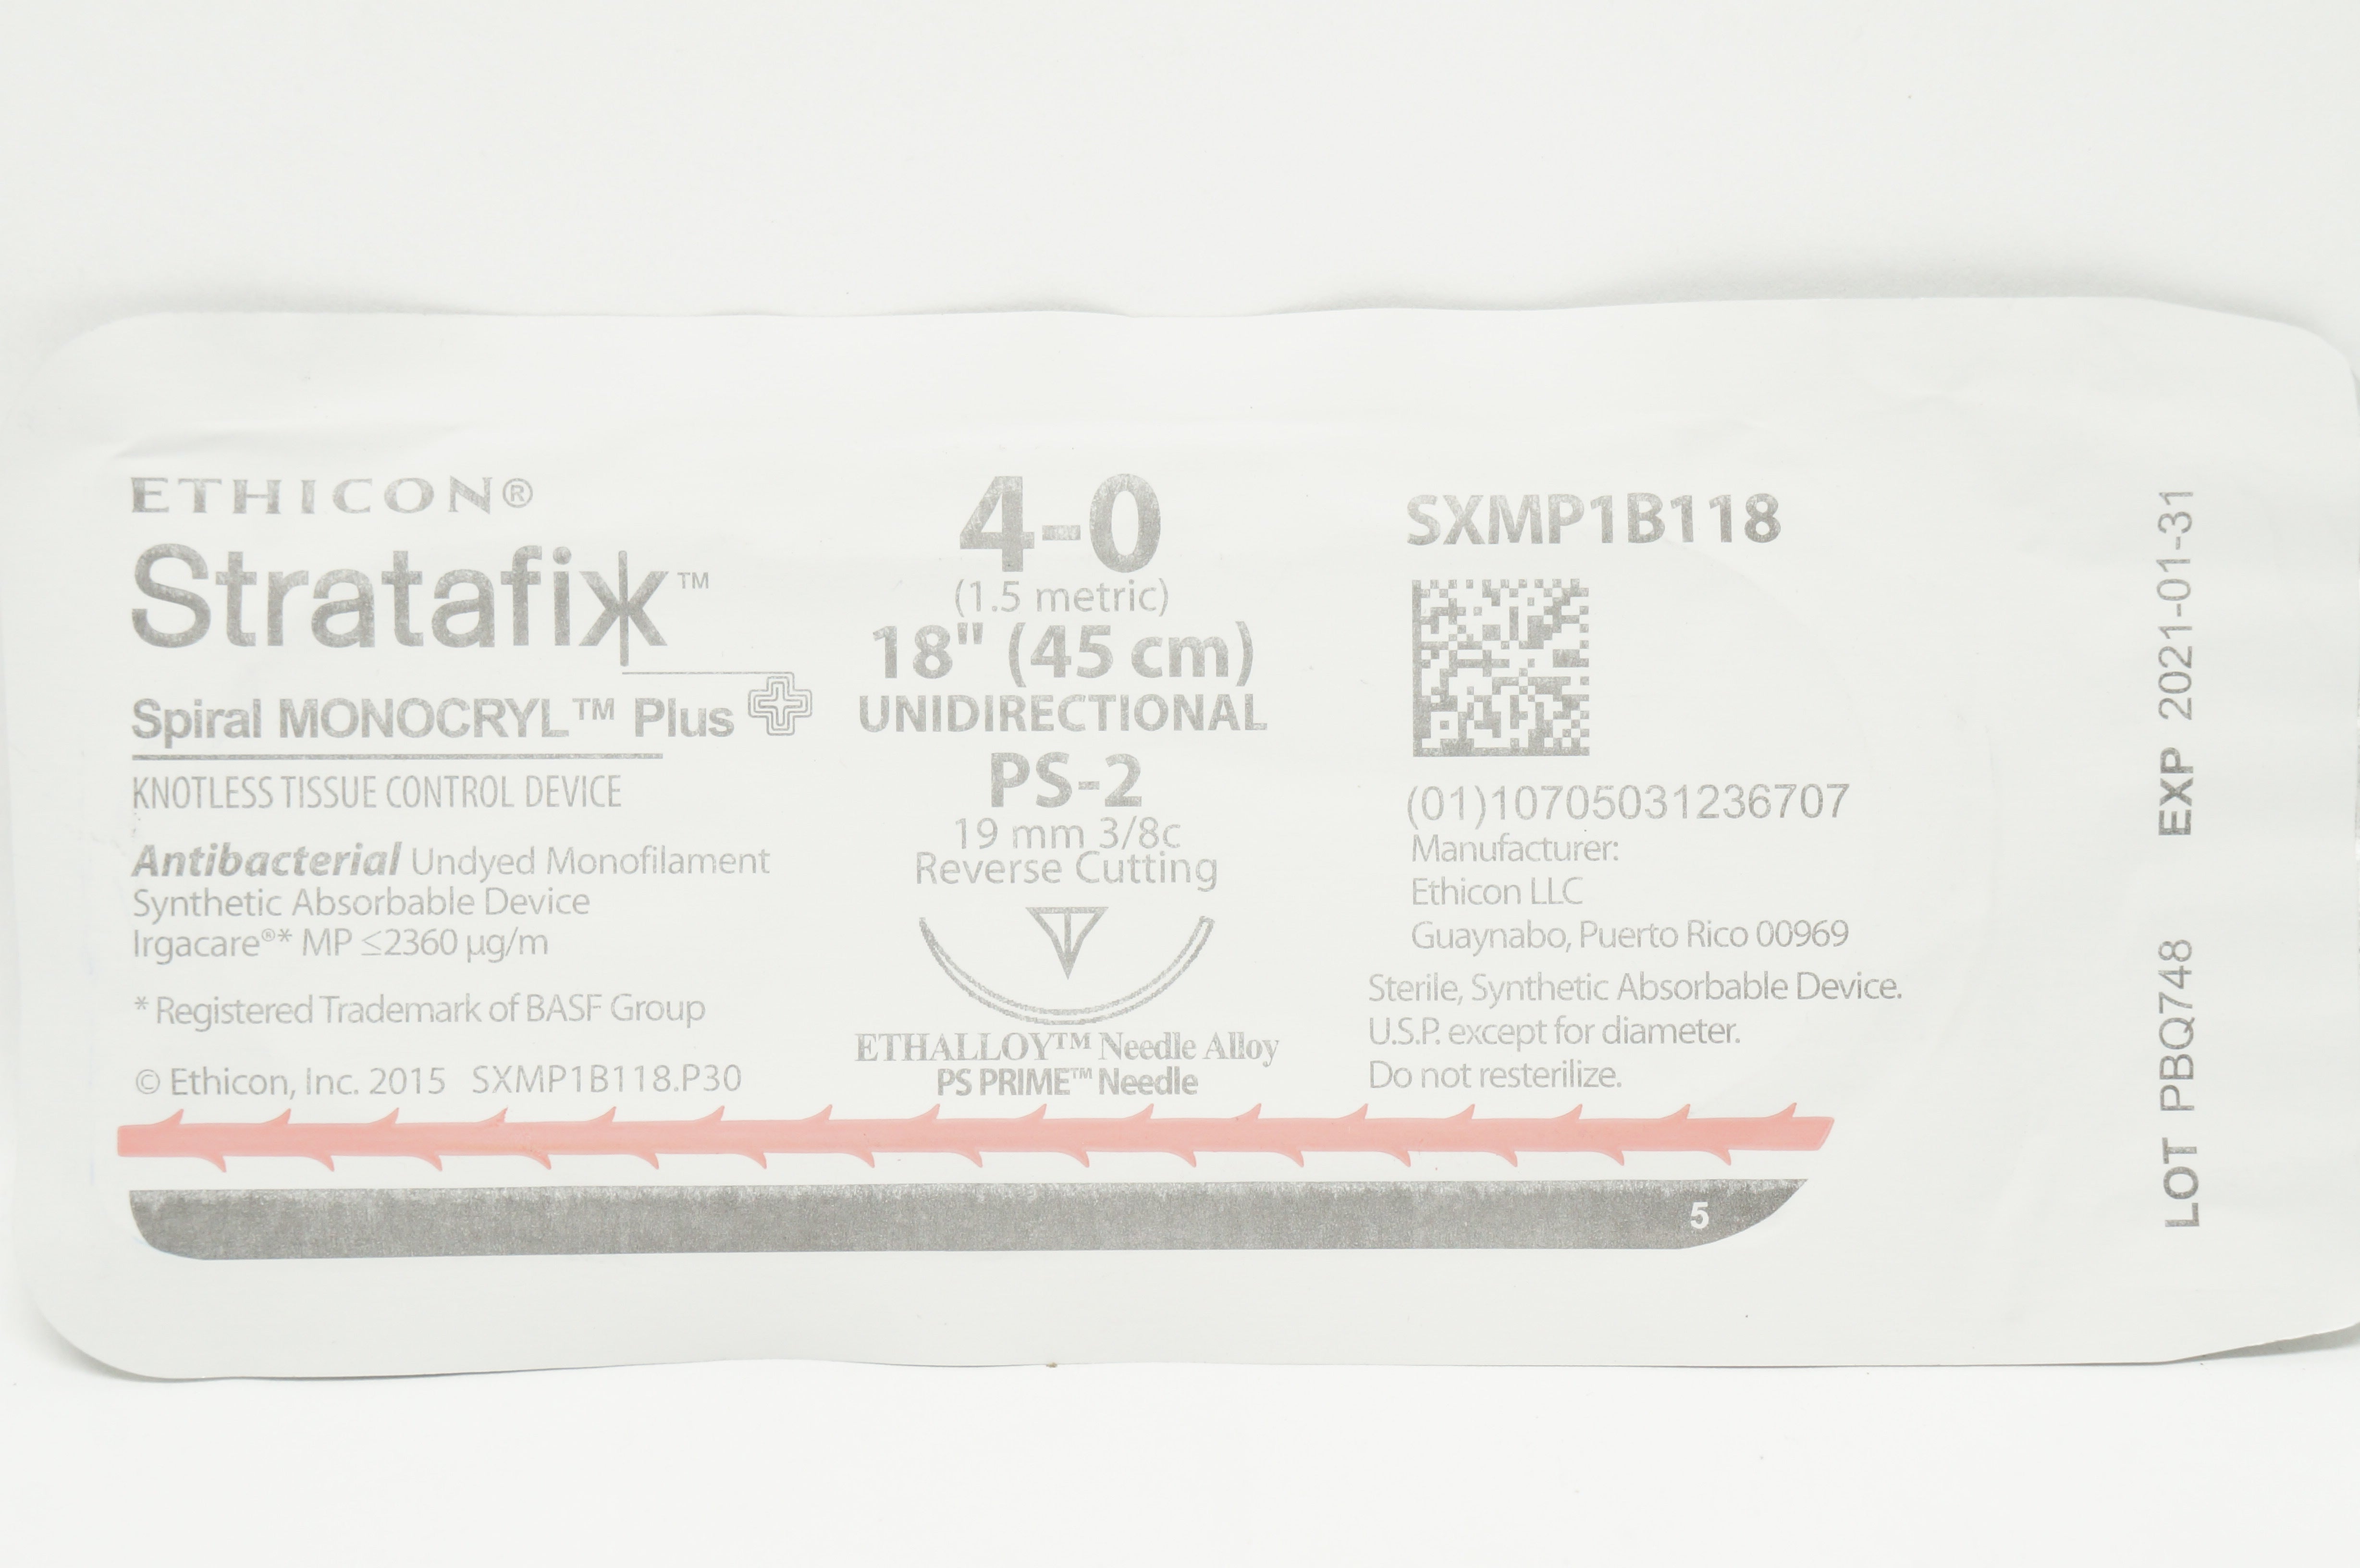 ETHICON®
Stratafix™
Spiral MONOCRYL™ Plus
KNOTLESS TISSUE CONTROL DEVICE
Antibacterial Undyed Monofilament
Synthetic Absorbable Device
Irgacare®* MP ≤2360 µg/m
* Registered Trademark of BASF Group
© Ethicon, Inc. 2015 SXMP1B118.P30
4-0
(1.5 metric)
18" (45 cm)
UNIDIRECTIONAL
PS-2
19 mm 3/8c
Reverse Cutting
ETHALLOY™ Needle Alloy
PS PRIME™ Needle
SXMP1B118
(01)10705031236707
Manufacturer:
Ethicon LLC
Guaynabo, Puerto Rico 00969
Sterile, Synthetic Absorbable Device.
U.S.P. except for diameter.
Do not resterilize.
5
LOT PBQ748 EXP 2021-01-31